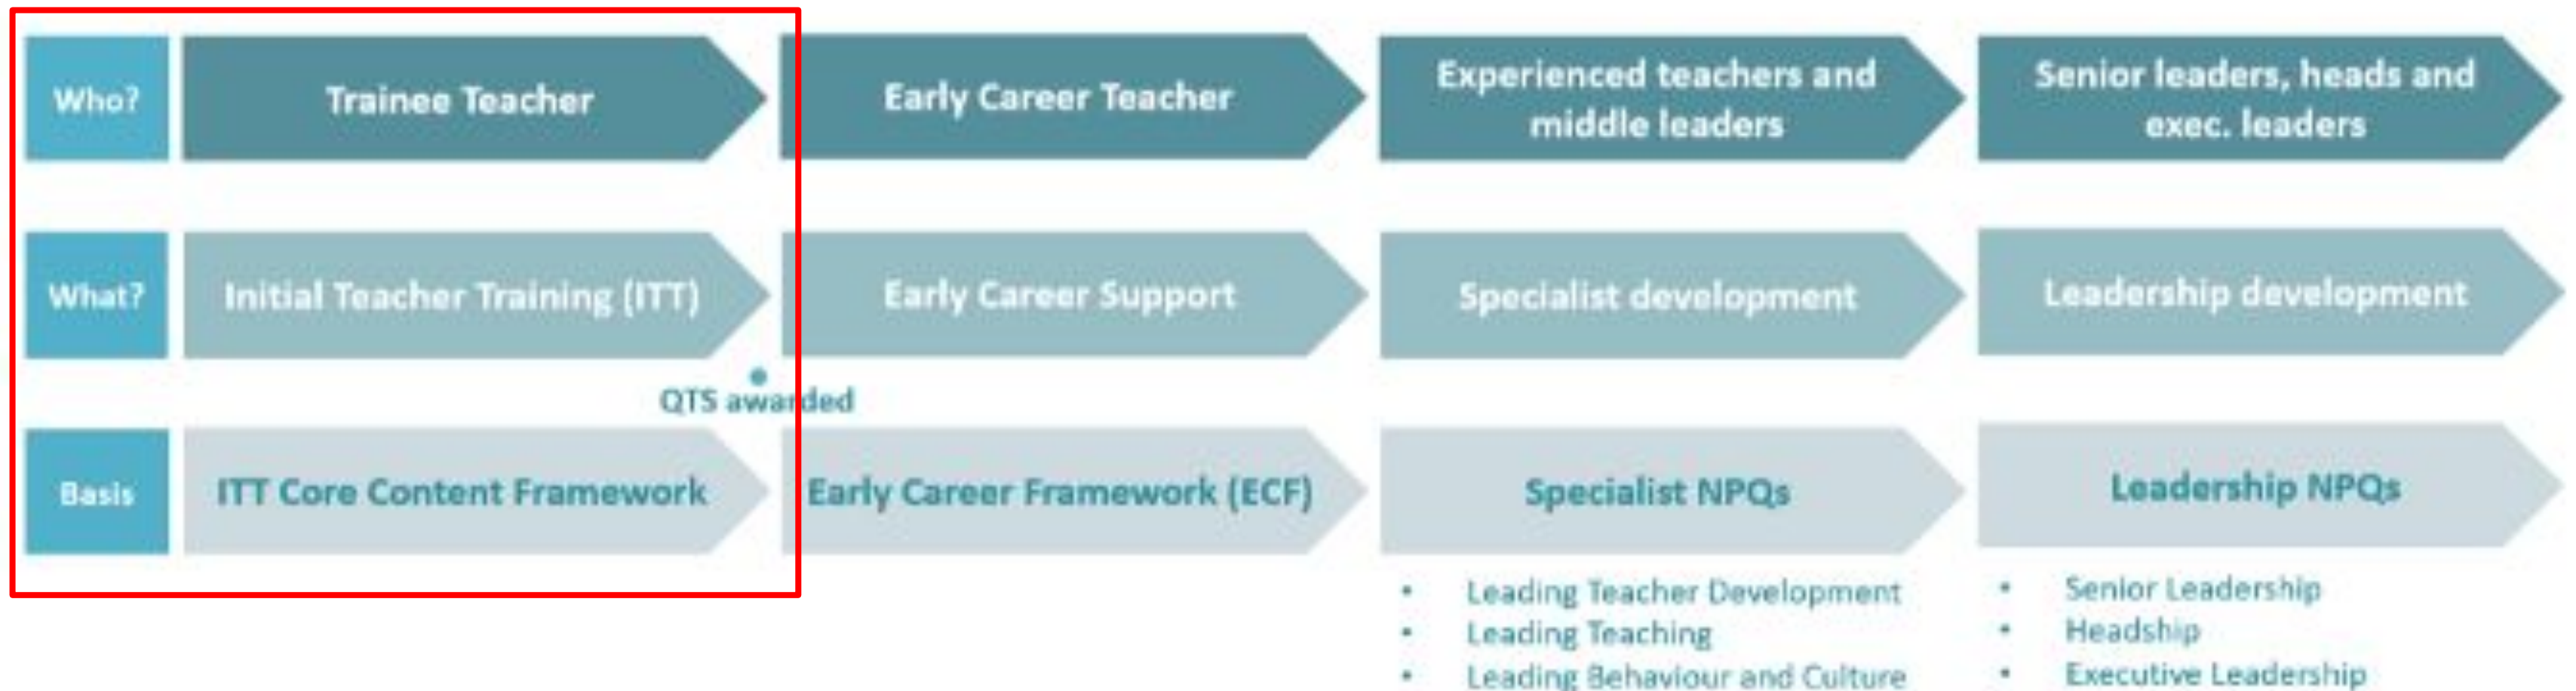 Who?
Trainee Teacher
Early Career Teacher
Experienced teachers and
middle leaders
Senior leaders, heads and
exec. leaders
What?
Initial Teacher Training (ITT)
Early Career Support
Specialist development
Leadership development
QTS awarded
Basis
ITT Core Content Framework
Early Career Framework (ECF)
Specialist NPQs
Leadership NPQs
• Leading Teacher Development
• Leading Teaching
• Leading Behaviour and Culture
• Senior Leadership
• Headship
• Executive Leadership